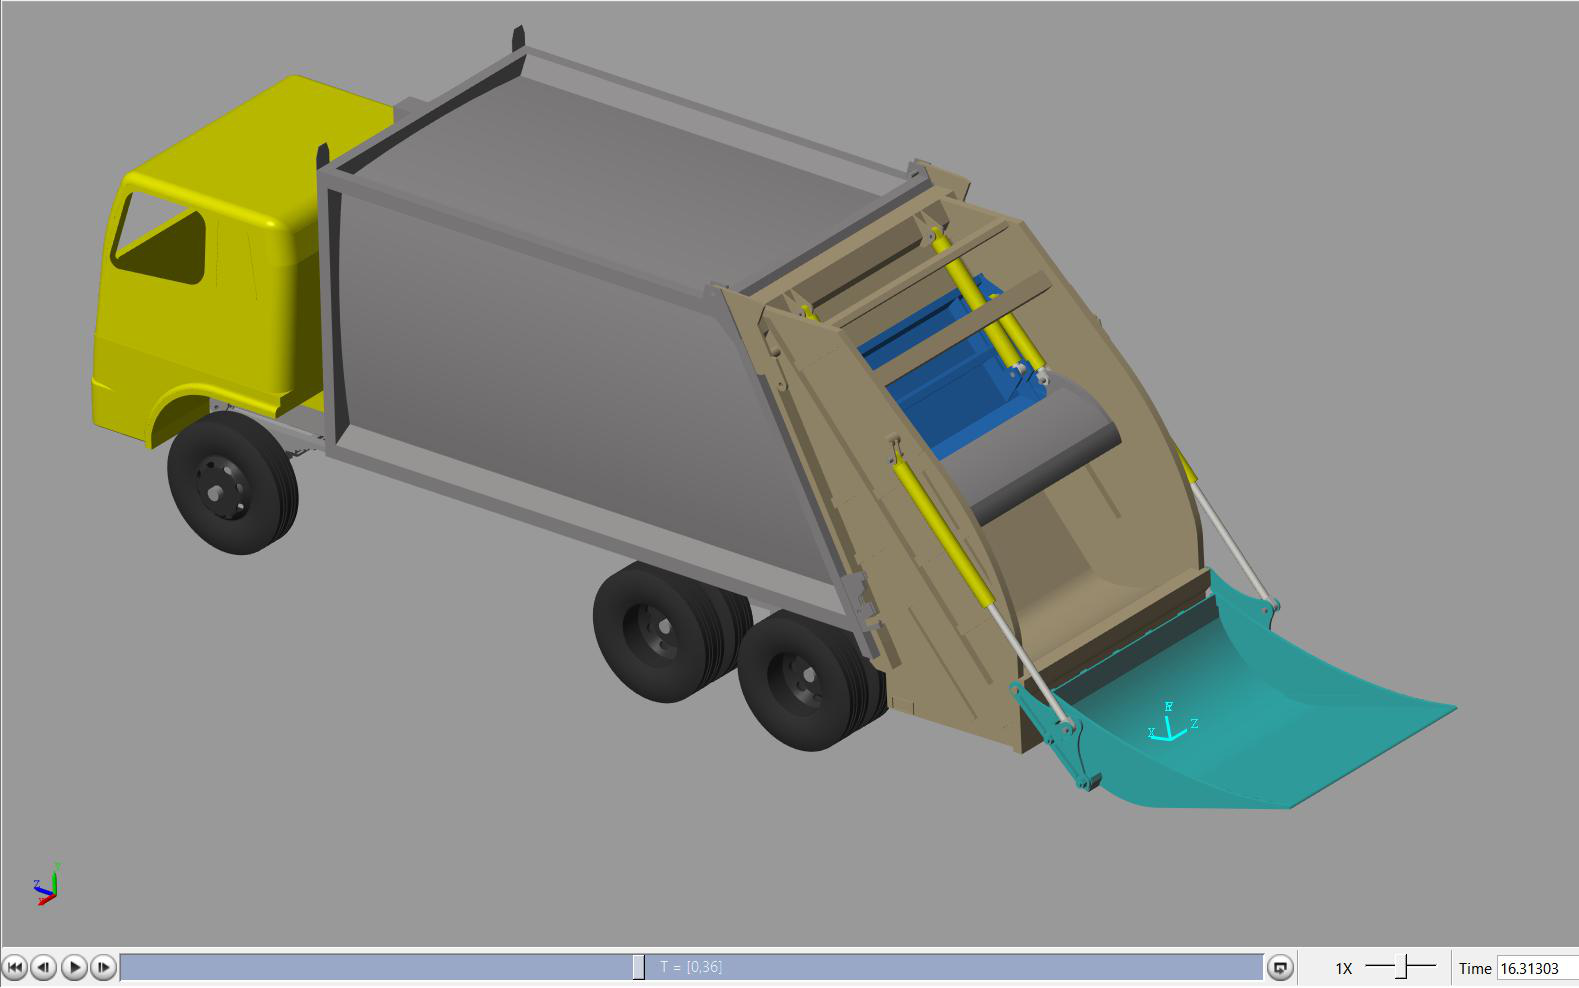 F
X
Z
Y
Z
T = [0,36]
1X
Time 16.31303